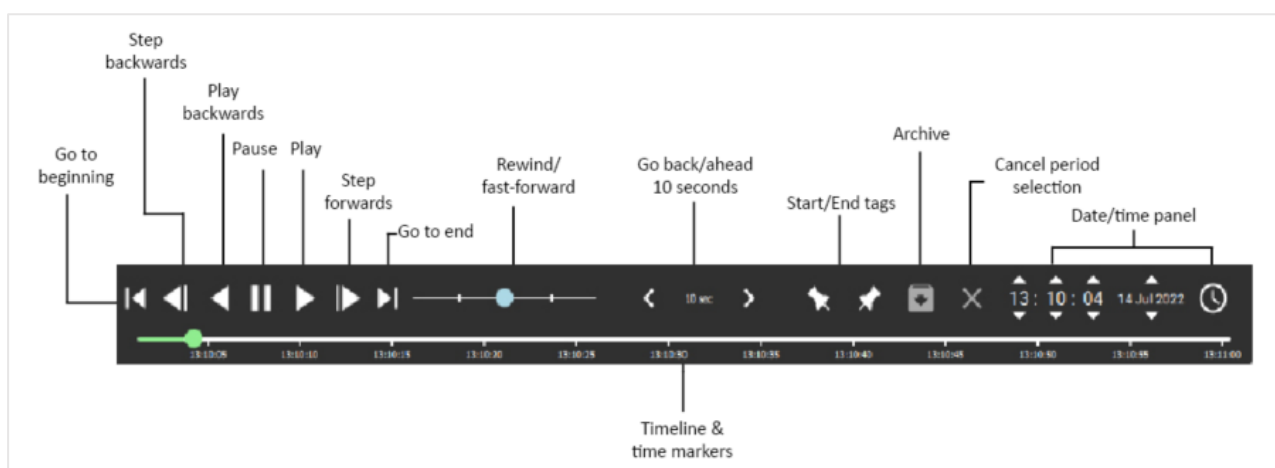 Step
backwards
Play
backwards
Go to
beginning
Pause
Play
Step
forwards
Go to end
Rewind/
fast-forward
Go back/ahead
10 seconds
Start/End tags
Archive
Cancel period
selection
Date/time panel
10 sec
13 : 10 : 04
14 Jul 2022
13:10:05
13:10:10
13:10:15
13:10:20
13:10:25
13:10:30
13:10:35
13:10:40
13:10:45
13:10:50
13:10:55
13:11:00
Timeline &
time markers